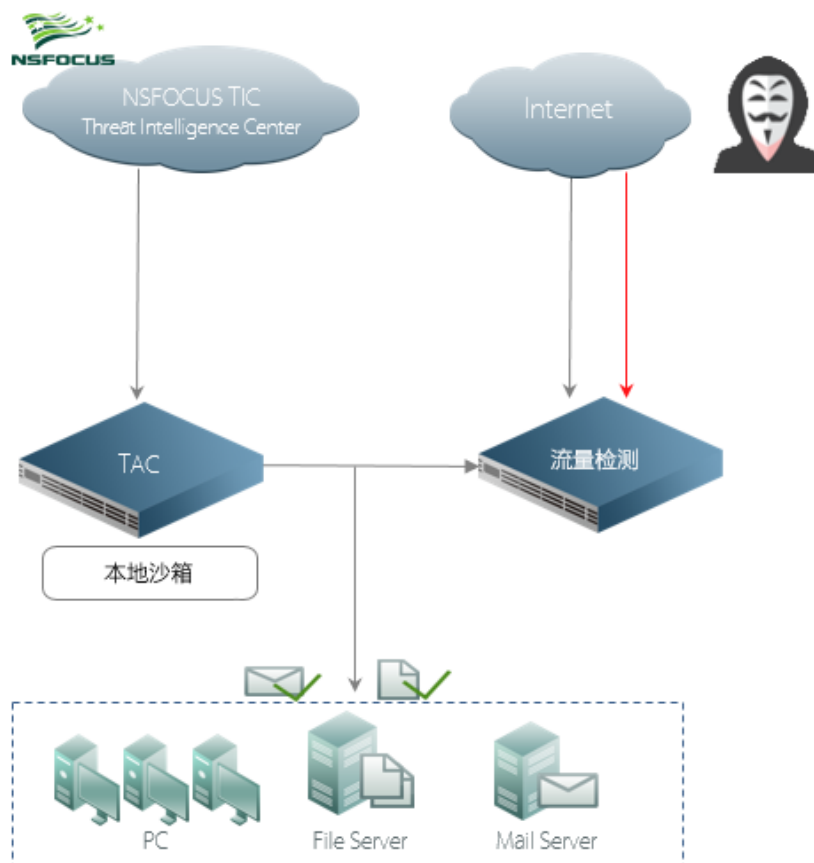 NSFOCUS
NSFOCUS TIC
Threat Intelligence Center
Internet
TAC
流量检测
本地沙箱
PC
File Server
Mail Server